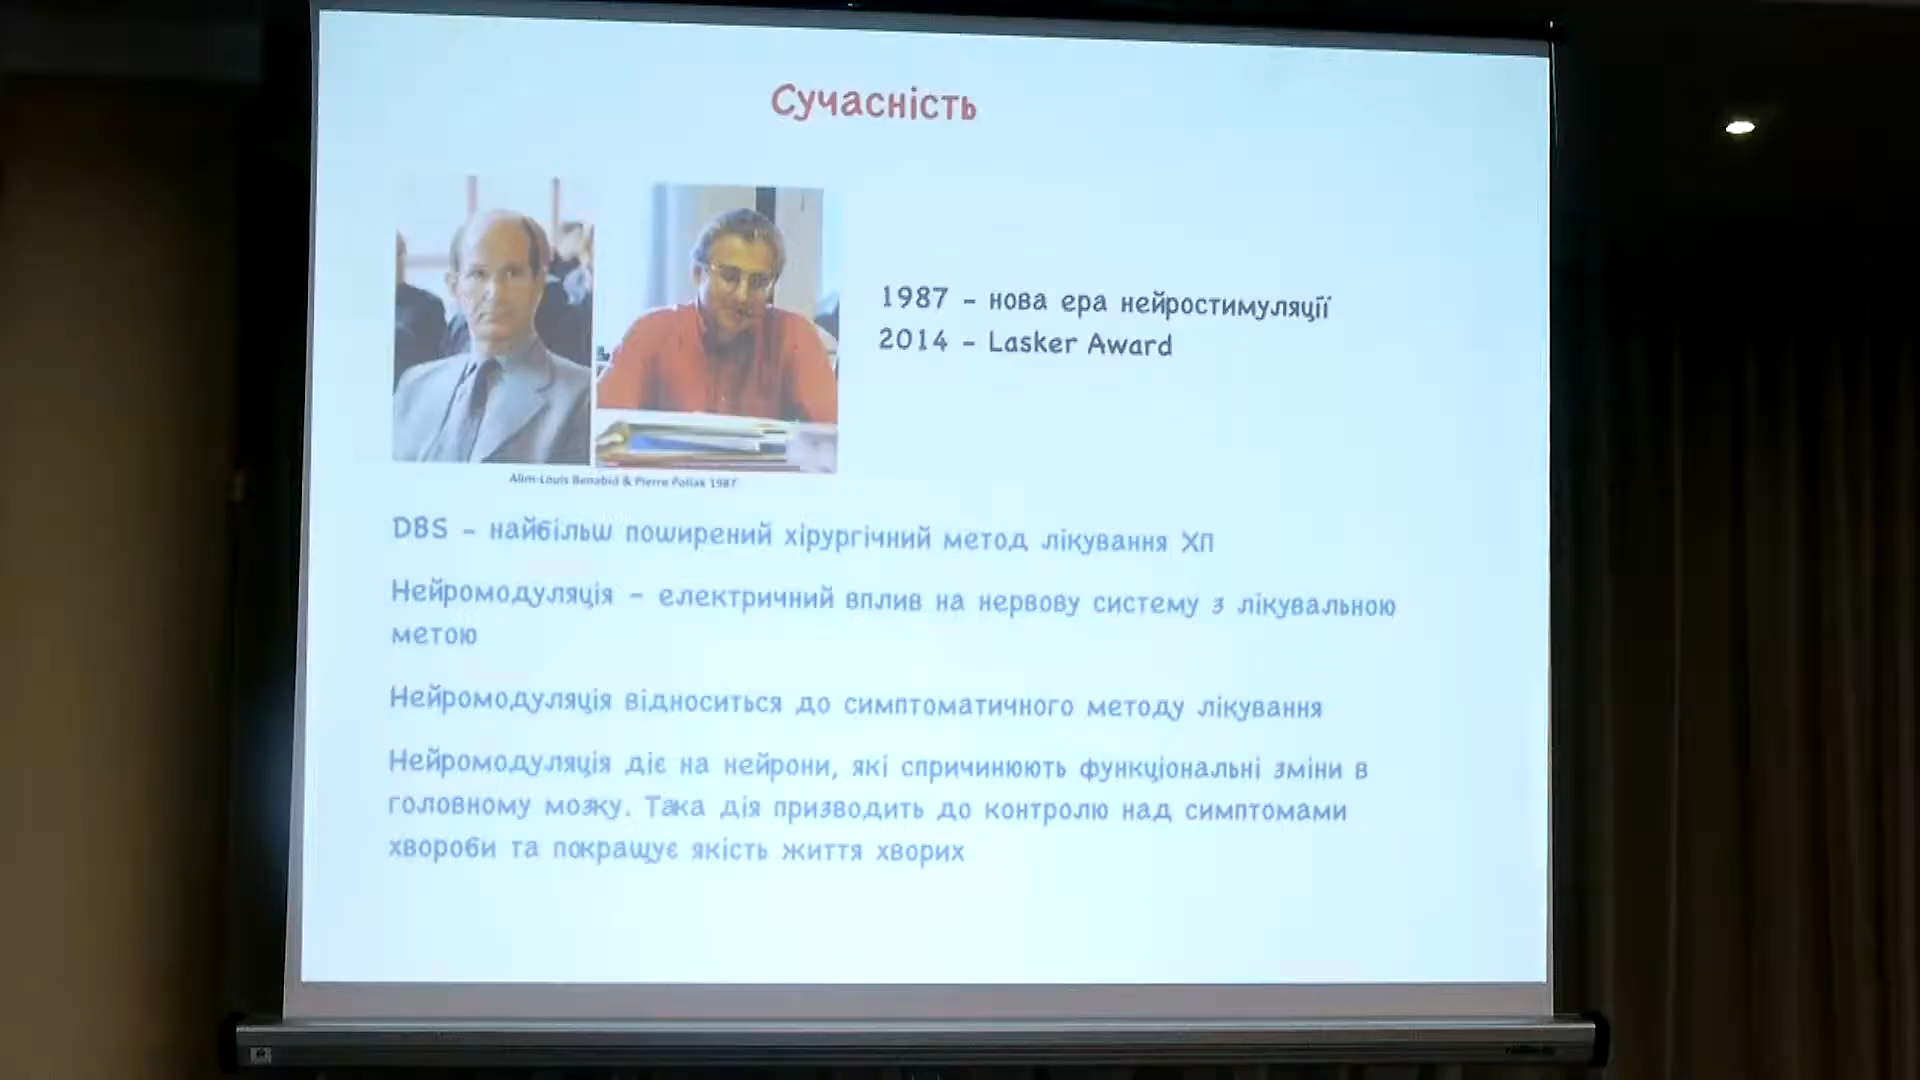 Сучасність
1987 - нова ера нейростимуляції
2014 - Lasker Award
Alim-Louis Benabid & Pierre Pollak 1987
DBS - найбільш поширений хірургічний метод лікування ХП
Нейромодуляція - електричний вплив на нервову систему з лікувальною
метою
Нейромодуляція відноситься до симптоматичного методу лікування
Нейромодуляція діє на нейрони, які спричинюють функціональні зміни в
головному мозку. Така дія призводить до контролю над симптомами
хвороби та покращує якість життя хворих